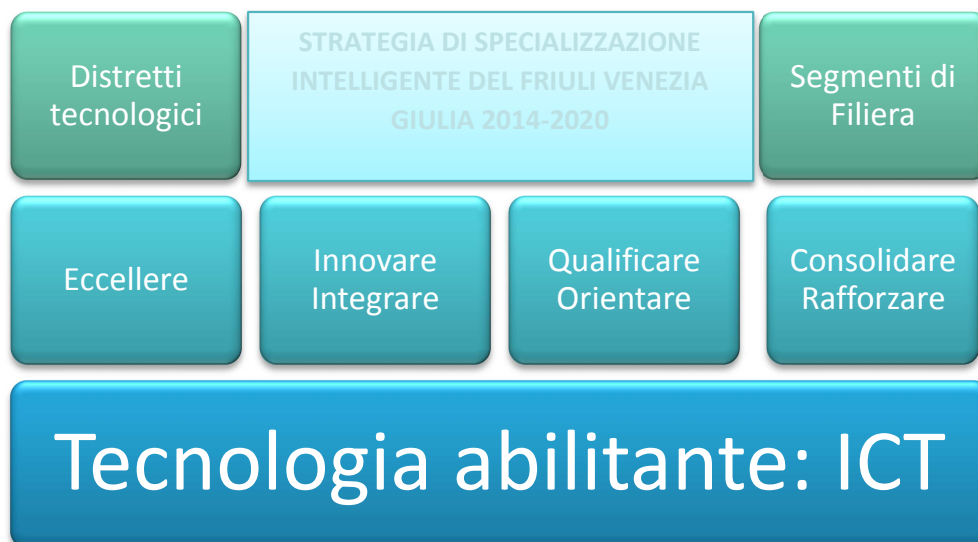 Distretti
tecnologici
STRATEGIA DI SPECIALIZZAZIONE
INTELLIGENTE DEL FRIULI VENEZIA
GIULIA 2014-2020
Segmenti di
Filiera
Eccellere
Innovare
Integrare
Qualificare
Orientare
Consolidare
Rafforzare
Tecnologia abilitante: ICT